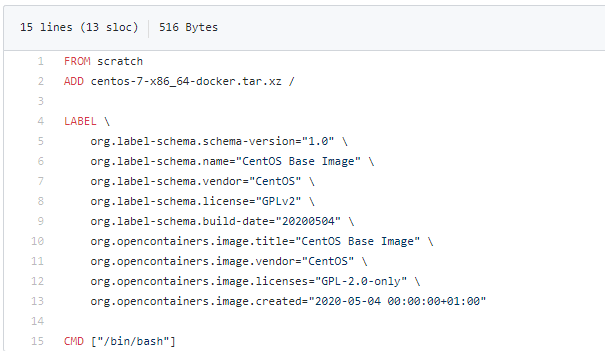 15 lines (13 sloc) 516 Bytes
1 FROM scratch
2 ADD centos-7-x86_64-docker.tar.xz /
3
4 LABEL \
5 org.label-schema.schema-version="1.0" \
6 org.label-schema.name="CentOS Base Image" \
7 org.label-schema.vendor="CentOS" \
8 org.label-schema.license="GPLv2" \
9 org.label-schema.build-date="20200504" \
10 org.opencontainers.image.title="CentOS Base Image" \
11 org.opencontainers.image.vendor="CentOS" \
12 org.opencontainers.image.licenses="GPL-2.0-only" \
13 org.opencontainers.image.created="2020-05-04 00:00:00+01:00"
14
15 CMD ["/bin/bash"]